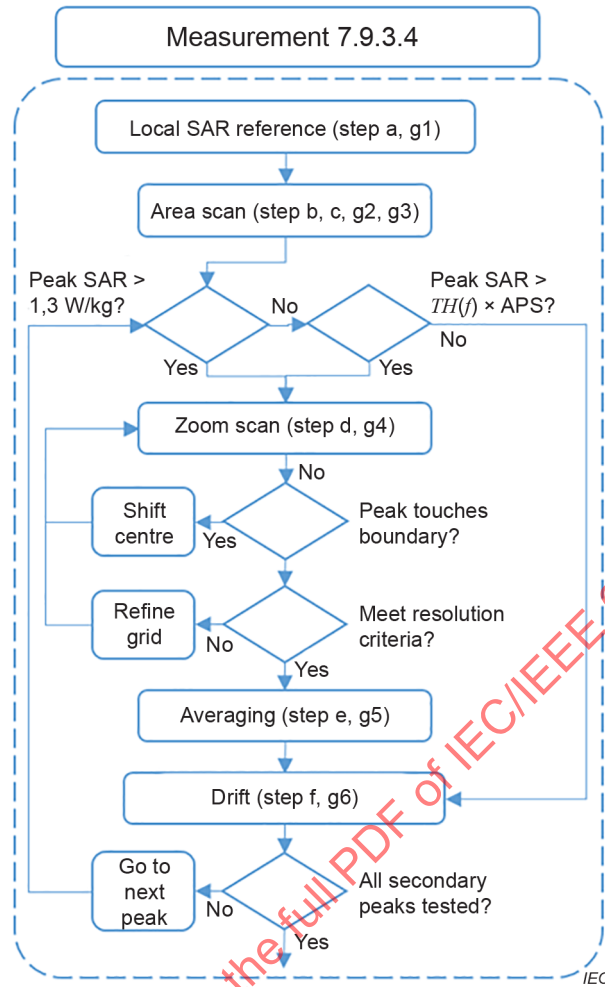 Measurement 7.9.3.4
Local SAR reference (step a, g1)
Area scan (step b, c, g2, g3)
Peak SAR >
1,3 W/kg?
Peak SAR >
TH(f) × APS?
No
No
Yes
Yes
Zoom scan (step d, g4)
No
Shift
centre
Yes
Peak touches
boundary?
Refine
grid
No
Meet resolution
criteria?
Yes
Averaging (step e, g5)
Drift (step f, g6)
Go to
next
peak
No
All secondary
peaks tested?
Yes
the full PDF of IEC/IEEE
IEC